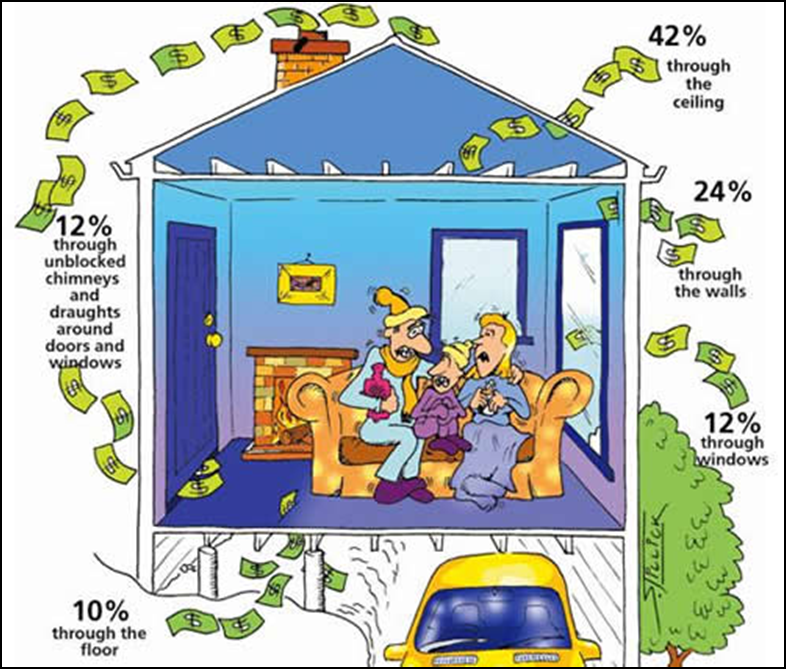 42%
through
the
ceiling
24%
through
the walls
12%
through
unblocked
chimneys
and
draughts
around
doors and
windows
12%
through
windows
10%
through the
floor